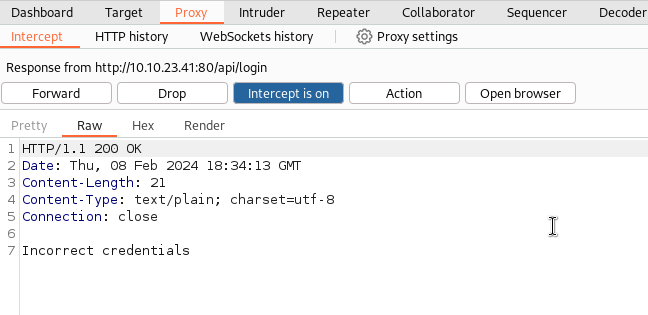 Dashboard Target Proxy Intruder Repeater Collaborator Sequencer Decoder
Intercept HTTP history WebSockets history Proxy settings
Response from http://10.10.23.41:80/api/login
Forward Drop Intercept is on Action Open browser
Pretty Raw Hex Render
1 HTTP/1.1 200 OK
2 Date: Thu, 08 Feb 2024 18:34:13 GMT
3 Content-Length: 21
4 Content-Type: text/plain; charset=utf-8
5 Connection: close
6
7 Incorrect credentials